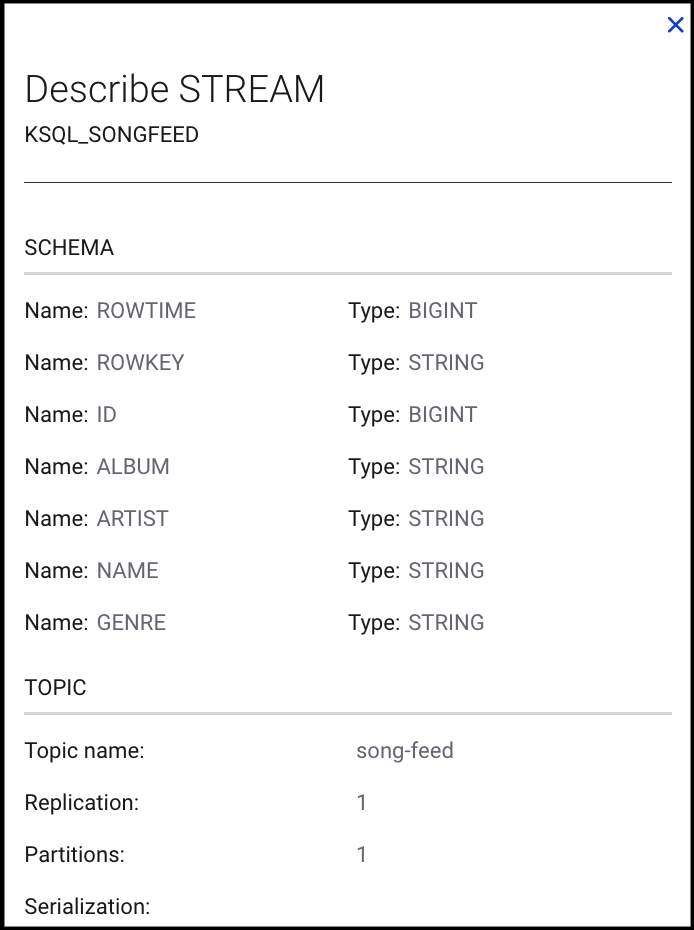 Describe STREAM
KSQL_SONGFEED
SCHEMA
Name: ROWTIME Type: BIGINT
Name: ROWKEY Type: STRING
Name: ID Type: BIGINT
Name: ALBUM Type: STRING
Name: ARTIST Type: STRING
Name: NAME Type: STRING
Name: GENRE Type: STRING
TOPIC
Topic name: song-feed
Replication: 1
Partitions: 1
Serialization: